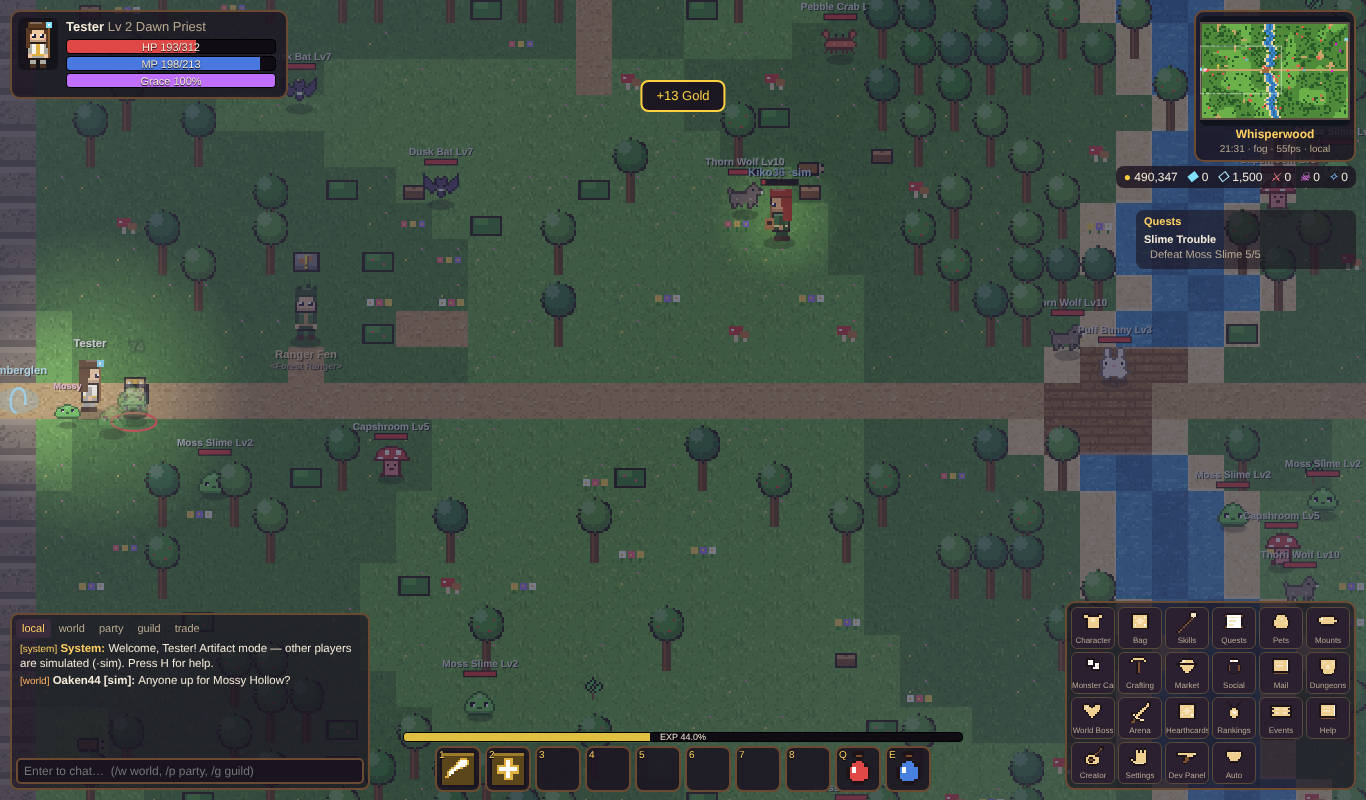 Tester Lv 2 Dawn Priest
HP 193/312
MP 198/213
Grace 100%
k Bat Lv7
Pebble Crab L
+13 Gold
Whisperwood
21:31 · fog · 55fps · local
490,347 0 1,500 0 0 0
Quests
Slime Trouble
Defeat Moss Slime 5/5
Dusk Bat Lv7
Thorn Wolf Lv10
Kiko36 ·sim
orn Wolf Lv10
Puff Bunny Lv3
Ranger Fen
<Forest Ranger>
Tester
mberglen
Mossy
Moss Slime Lv2
Capshroom Lv5
Moss Slime Lv2
Moss Slime Lv2
Capshroom Lv5
Thorn Wolf Lv10
Moss Slime Lv2
local world party guild trade
[system] System: Welcome, Tester! Artifact mode — other players
are simulated (·sim). Press H for help.
[world] Oaken44 [sim]: Anyone up for Mossy Hollow?
Enter to chat… (/w world, /p party, /g guild)
EXP 44.0%
1 2 3 4 5 6 7 8 Q E
Character Bag Skills Quests Pets Mounts
Monster Ca Crafting Market Social Mail Dungeons
World Boss Arena Hearthcards Rankings Events Help
Creator Settings Dev Panel Auto